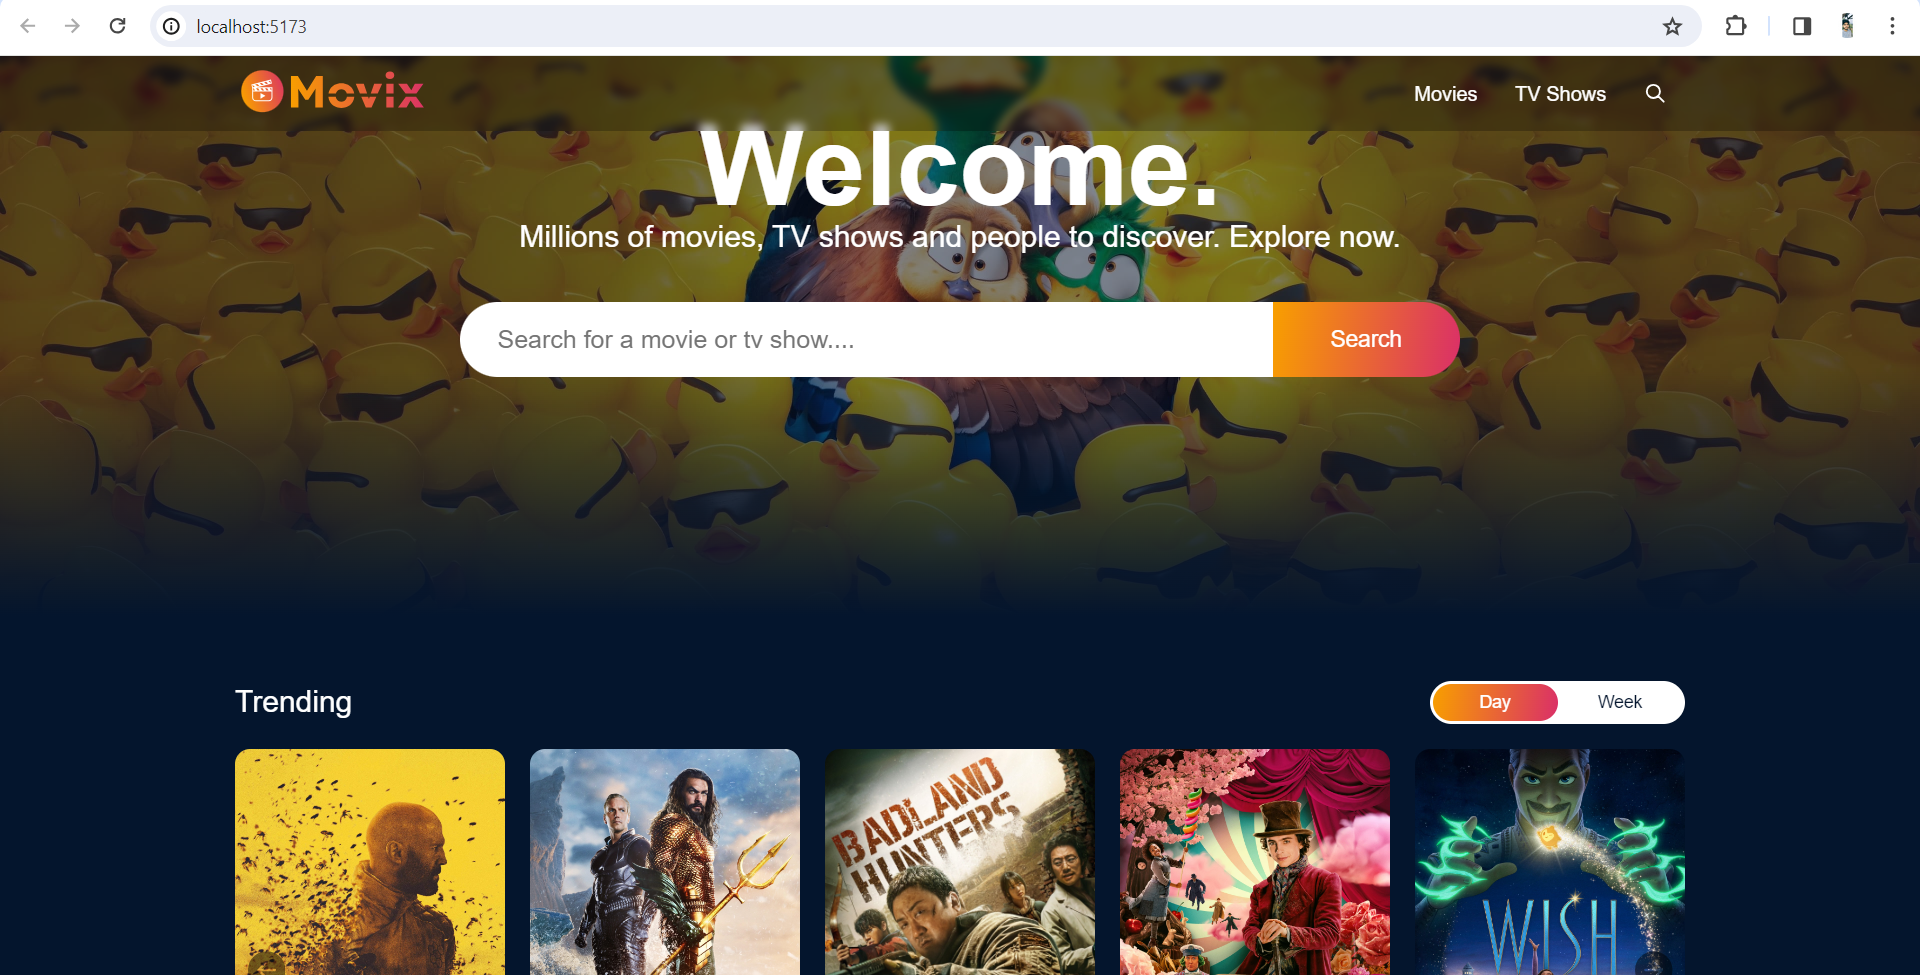 localhost:5173
Movix
Movies
TV Shows
Welcome.
Millions of movies, TV shows and people to discover. Explore now.
Search for a movie or tv show....
Search
Trending
Day
Week
BADLAND
HUNTERS
WISH